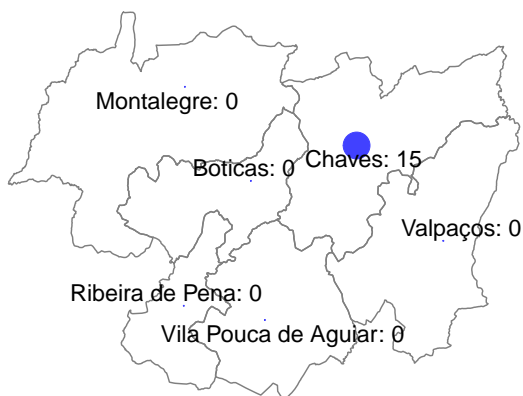 Montalegre: 0
Boticas: 0
Chaves: 15
Valpaços: 0
Ribeira de Pena: 0
Vila Pouca de Aguiar: 0